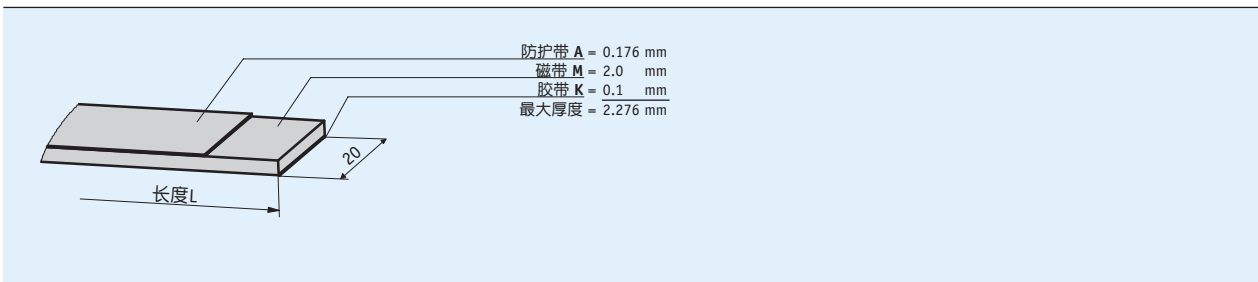 防护带 A = 0.176 mm
磁带 M = 2.0 mm
胶带 K = 0.1 mm
最大厚度 = 2.276 mm
20
长度L